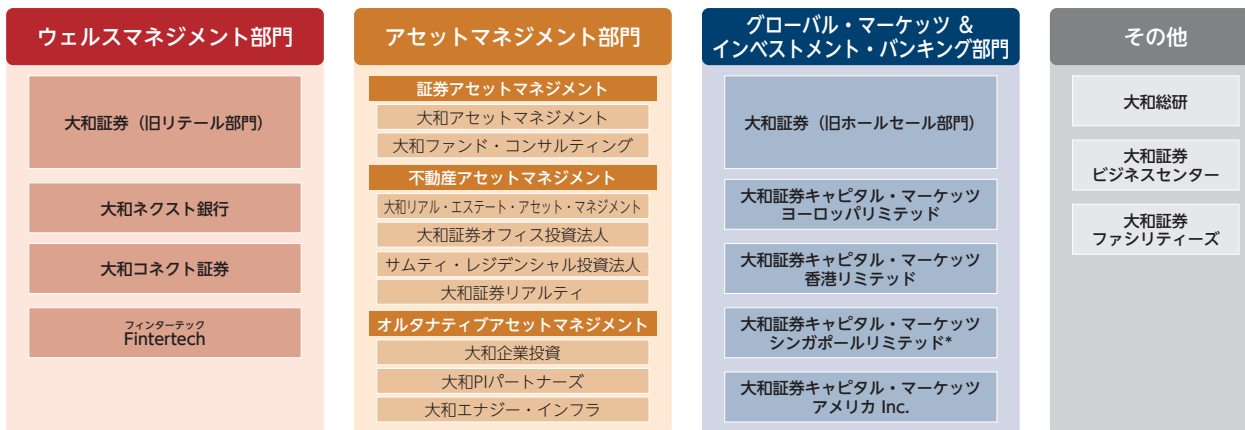 ウェルスマネジメント部門
大和証券（旧リテール部門）
大和ネクスト銀行
大和コネクト証券
フィンターテック
Fintertech
アセットマネジメント部門
証券アセットマネジメント
大和アセットマネジメント
大和ファンド・コンサルティング
不動産アセットマネジメント
大和リアル・エステート・アセット・マネジメント
大和証券オフィス投資法人
サムティ・レジデンシャル投資法人
大和証券リアルティ
オルタナティブアセットマネジメント
大和企業投資
大和PIパートナーズ
大和エナジー・インフラ
グローバル・マーケッツ ＆
インベストメント・バンキング部門
大和証券（旧ホールセール部門）
大和証券キャピタル・マーケッツ
ヨーロッパリミテッド
大和証券キャピタル・マーケッツ
香港リミテッド
大和証券キャピタル・マーケッツ
シンガポールリミテッド*
大和証券キャピタル・マーケッツ
アメリカ Inc.
その他
大和総研
大和証券
ビジネスセンター
大和証券
ファシリティーズ